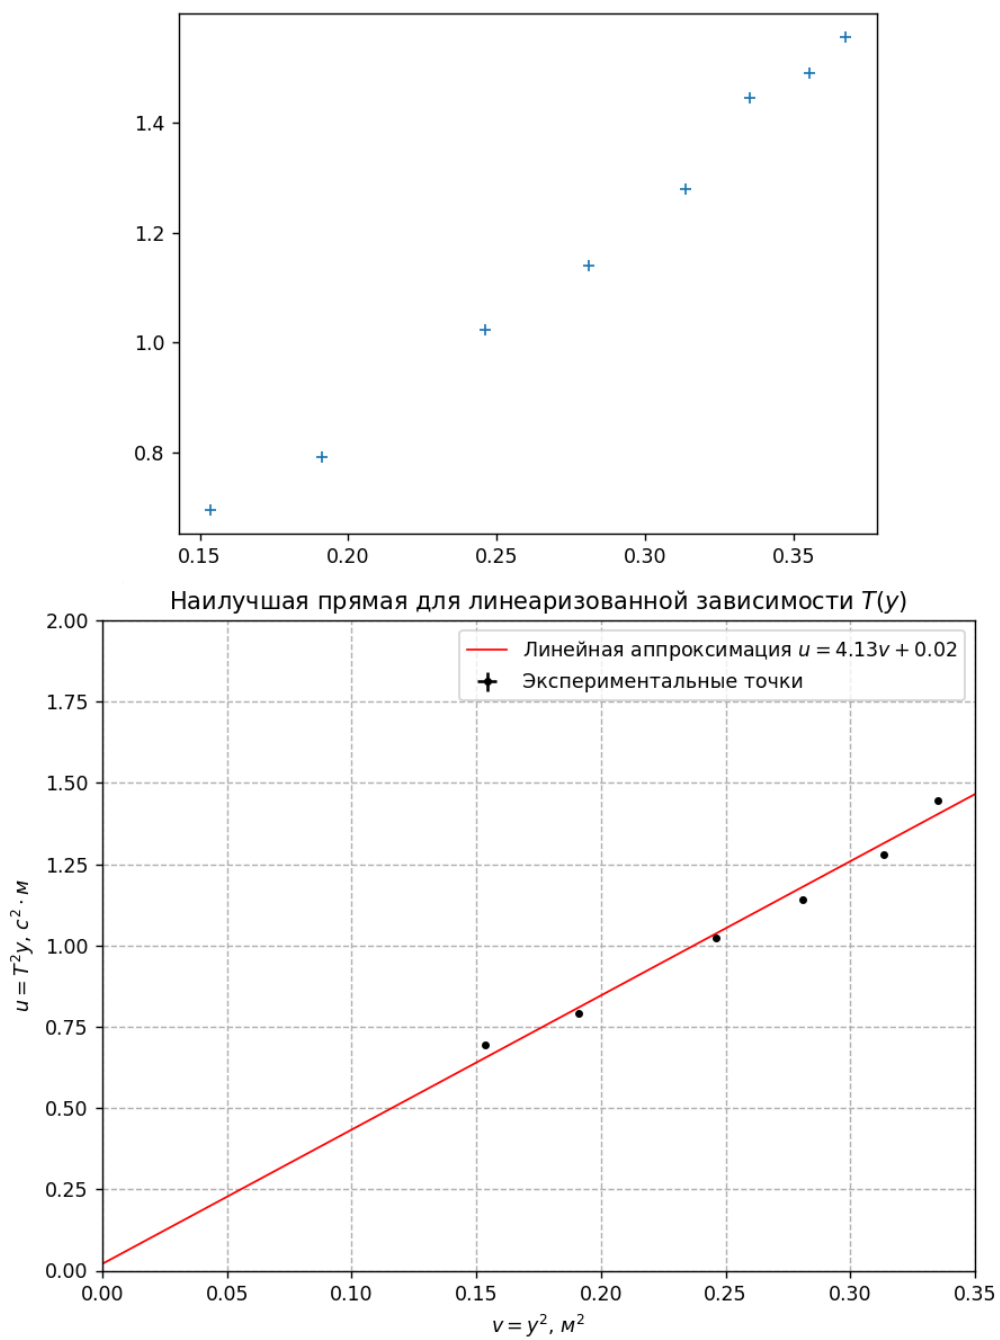 1.4
1.2
1.0
0.8
0.15 0.20 0.25 0.30 0.35
Наилучшая прямая для линеаризованной зависимости T(y)
2.00
1.75
1.50
1.25
1.00
0.75
0.50
0.25
0.00
u = T²y, c² · м
Линейная аппроксимация u = 4.13v + 0.02
Экспериментальные точки
0.00 0.05 0.10 0.15 0.20 0.25 0.30 0.35
v = y², м²